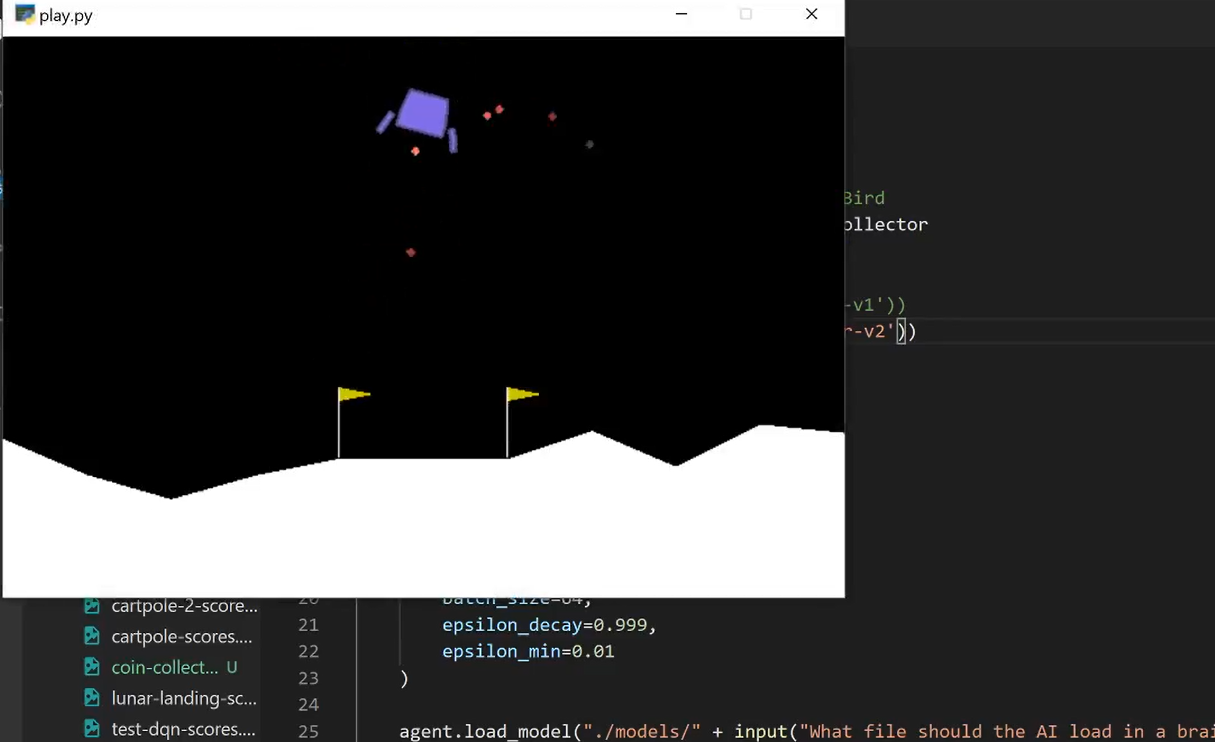 play.py
Bird
ollector
-v1'))
r-v2'))
cartpole-2-score...
batch_size=64,
cartpole-scores....
21 epsilon_decay=0.999,
22 epsilon_min=0.01
coin-collect... U
23 )
lunar-landing-sc...
24
test-dqn-scores....
25 agent.load_model("./models/" + input("What file should the AI load in a brai